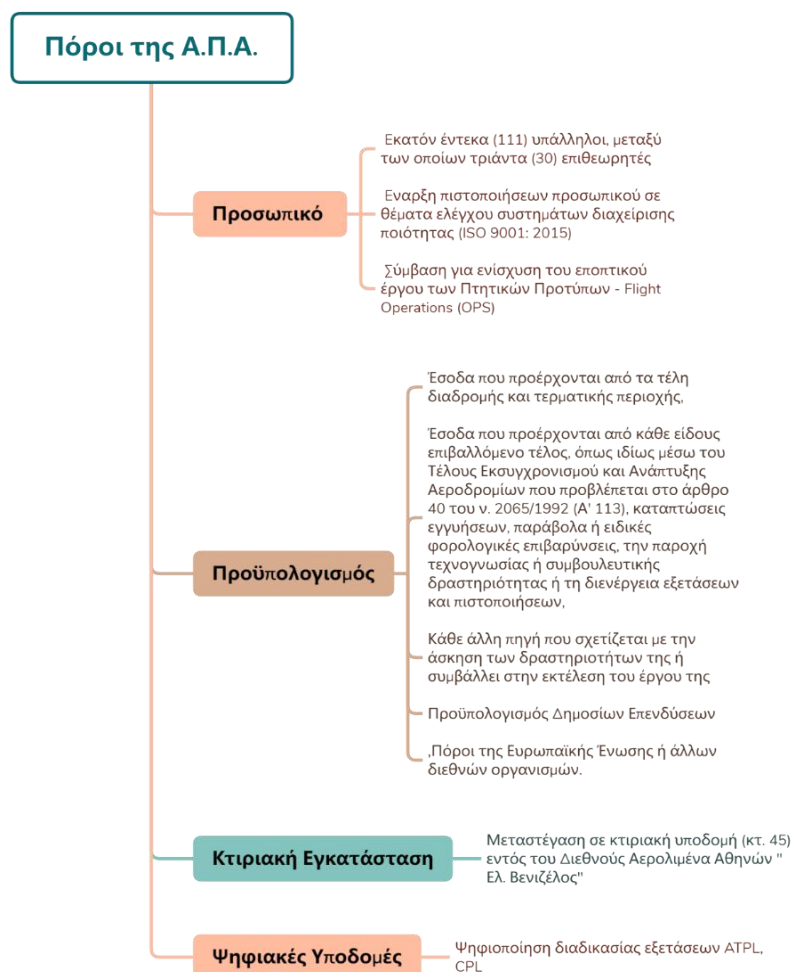 Πόροι της Α.Π.Α.
Προσωπικό
Εκατόν έντεκα (111) υπάλληλοι, μεταξύ
των οποίων τριάντα (30) επιθεωρητές
Εναρξη πιστοποιήσεων προσωπικού σε
θέματα ελέγχου συστημάτων διαχείρισης
ποιότητας (ISO 9001: 2015)
Σύμβαση για ενίσχυση του εποπτικού
έργου των Πτητικών Προτύπων - Flight
Operations (OPS)
Προϋπολογισμός
Έσοδα που προέρχονται από τα τέλη
διαδρομής και τερματικής περιοχής,
Έσοδα που προέρχονται από κάθε είδους
επιβαλλόμενο τέλος, όπως ιδίως μέσω του
Τέλους Εκσυγχρονισμού και Ανάπτυξης
Αεροδρομίων που προβλέπεται στο άρθρο
40 του ν. 2065/1992 (Α' 113), καταπτώσεις
εγγυήσεων, παράβολα ή ειδικές
φορολογικές επιβαρύνσεις, την παροχή
τεχνογνωσίας ή συμβουλευτικής
δραστηριότητας ή τη διενέργεια εξετάσεων
και πιστοποιήσεων,
Κάθε άλλη πηγή που σχετίζεται με την
άσκηση των δραστηριοτήτων της ή
συμβάλλει στην εκτέλεση του έργου της
Προϋπολογισμός Δημοσίων Επενδύσεων
,Πόροι της Ευρωπαϊκής Ένωσης ή άλλων
διεθνών οργανισμών.
Κτιριακή Εγκατάσταση
Μεταστέγαση σε κτιριακή υποδομή (κτ. 45)
εντός του Διεθνούς Αερολιμένα Αθηνών "
Ελ. Βενιζέλος"
Ψηφιακές Υποδομές
Ψηφιοποίηση διαδικασίας εξετάσεων ATPL,
CPL